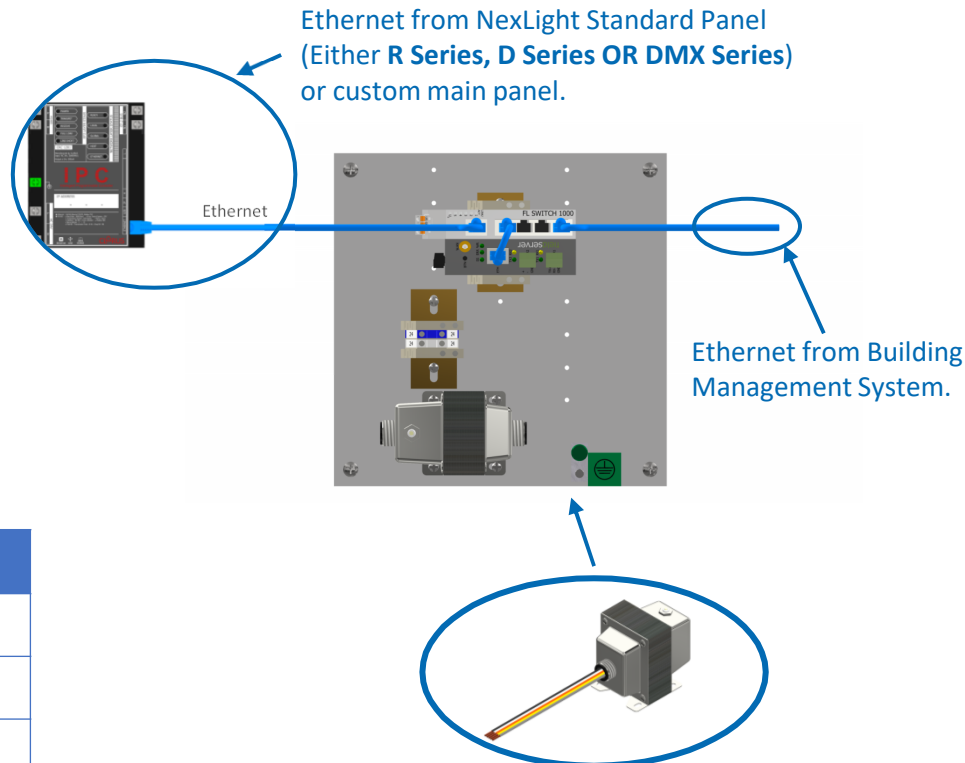 Ethernet from NexLight Standard Panel
(Either R Series, D Series OR DMX Series)
or custom main panel.
IPC
Ethernet
FL SWITCH 1000
server
Ethernet from Building
Management System.